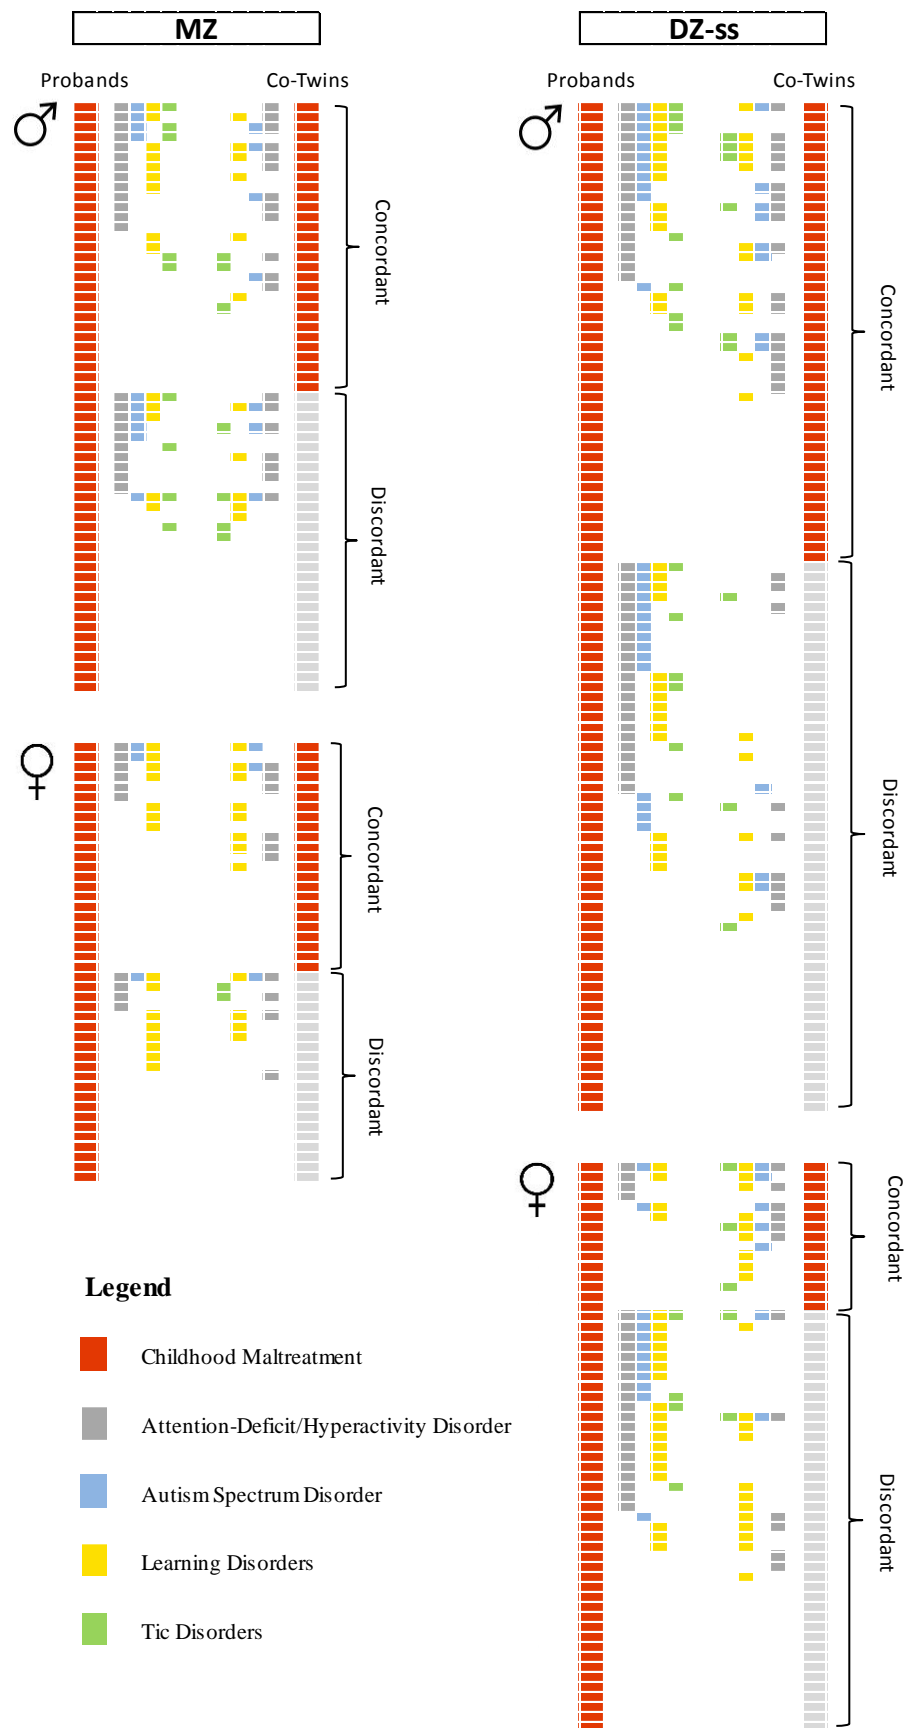 MZ
DZ-ss
Probands
Co-Twins
Probands
Co-Twins
Concordant
Discordant
Concordant
Discordant
Concordant
Discordant
Concordant
Discordant
Legend
Childhood Maltreatment
Attention-Deficit/Hyperactivity Disorder
Autism Spectrum Disorder
Learning Disorders
Tic Disorders